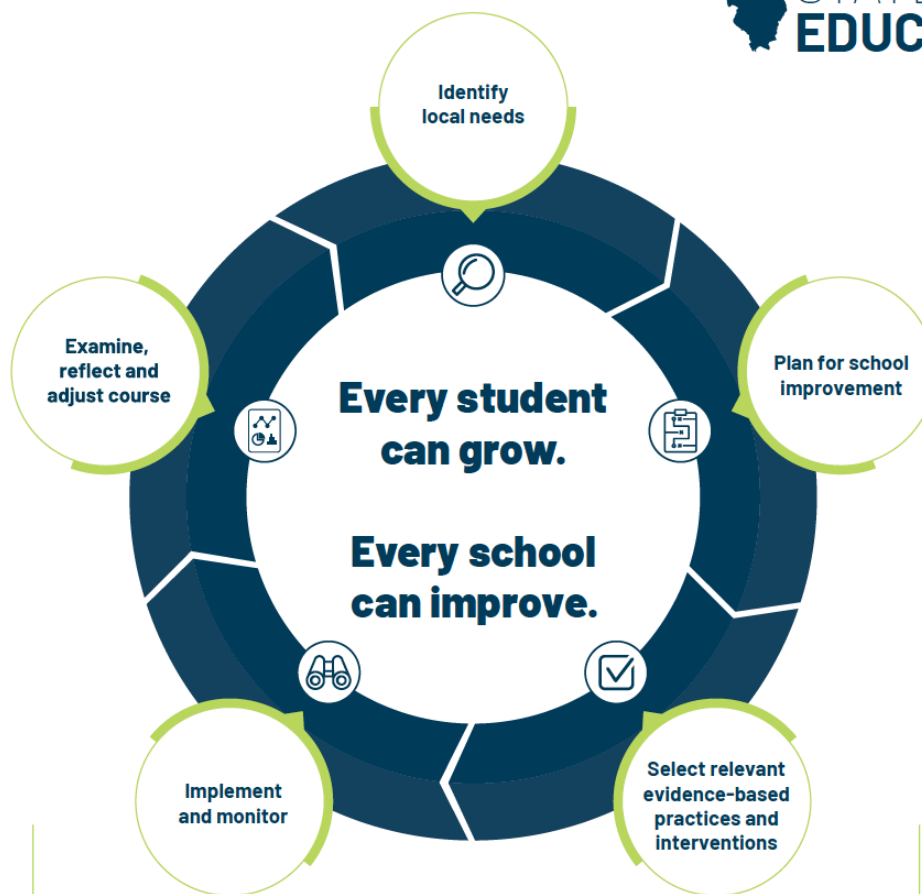 EDUC
Identify
local needs
Plan for school
improvement
Select relevant
evidence-based
practices and
interventions
Implement
and monitor
Examine,
reflect and
adjust course
Every student
can grow.
Every school
can improve.